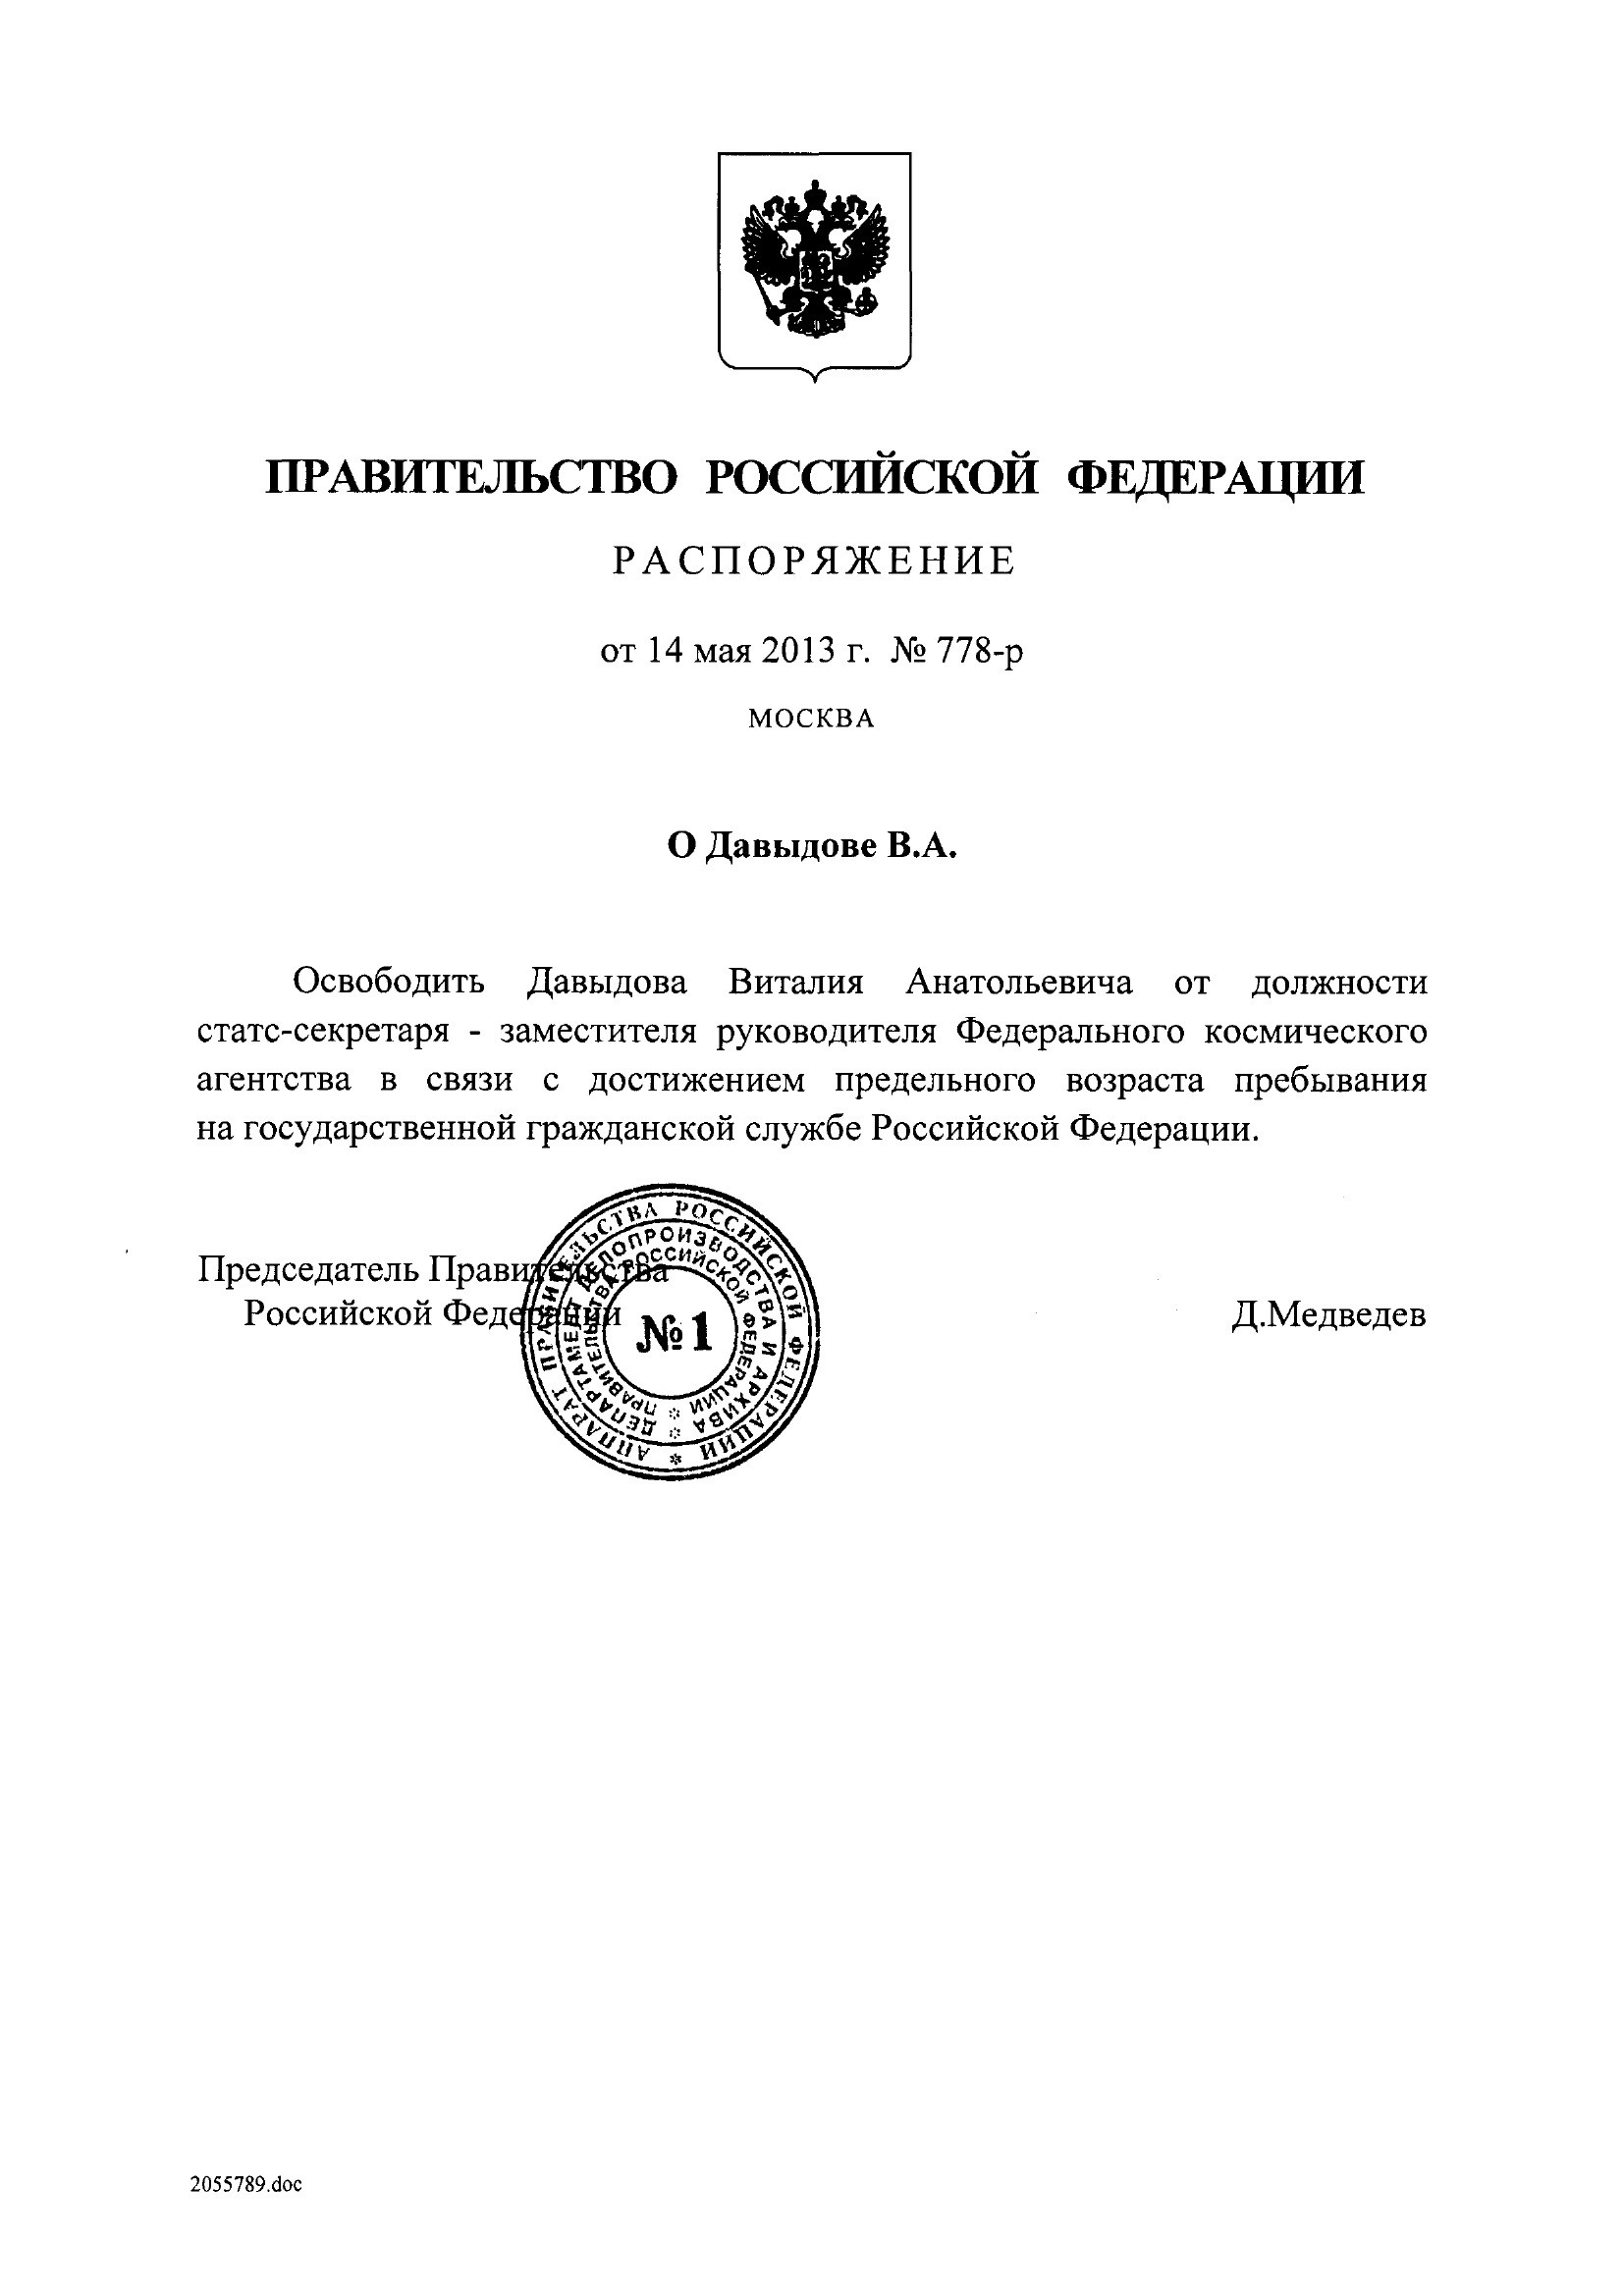 ПРАВИТЕЛЬСТВО РОССИЙСКОЙ ФЕДЕРАЦИИ
РАСПОРЯЖЕНИЕ
от 14 мая 2013 г. № 778-р
МОСКВА
О Давыдове В.А.
Освободить Давыдова Виталия Анатольевича от должности
статс-секретаря - заместителя руководителя Федерального космического
агентства в связи с достижением предельного возраста пребывания
на государственной гражданской службе Российской Федерации.
Председатель Правительства
Российской Федерации
Д.Медведев
АППАРАТ ПРАВИТЕЛЬСТВА РОССИЙСКОЙ ФЕДЕРАЦИИ *
ДЕПАРТАМЕНТ ДЕЛОПРОИЗВОДСТВА И АРХИВА *
ПРАВИТЕЛЬСТВА РОССИЙСКОЙ ФЕДЕРАЦИИ *
№1
2055789.doc